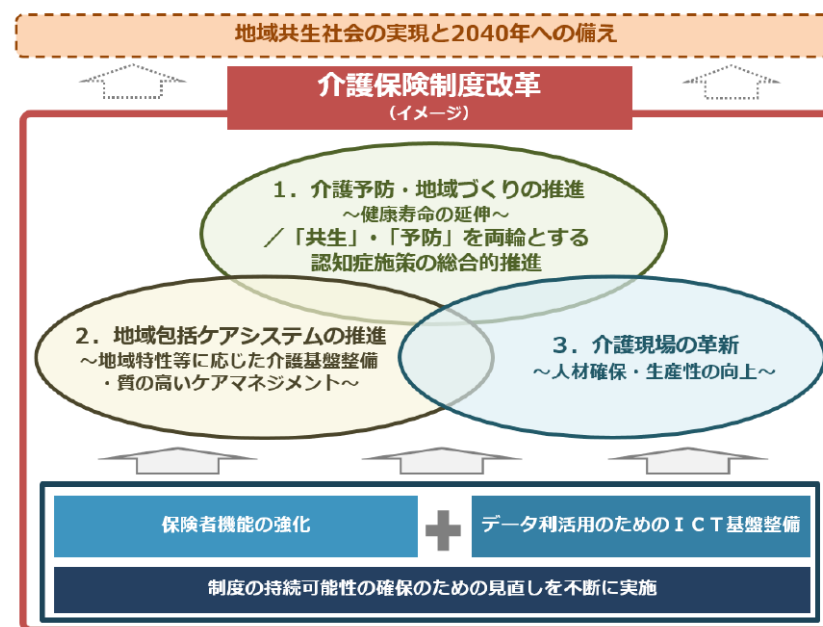 地域共生社会の実現と2040年への備え
介護保険制度改革
(イメージ)
1．介護予防・地域づくりの推進
～健康寿命の延伸～
／「共生」・「予防」を両輪とする
認知症施策の総合的推進
2．地域包括ケアシステムの推進
～地域特性等に応じた介護基盤整備
・質の高いケアマネジメント～
3．介護現場の革新
～人材確保・生産性の向上～
保険者機能の強化
データ利活用のためのＩＣＴ基盤整備
制度の持続可能性の確保のための見直しを不断に実施